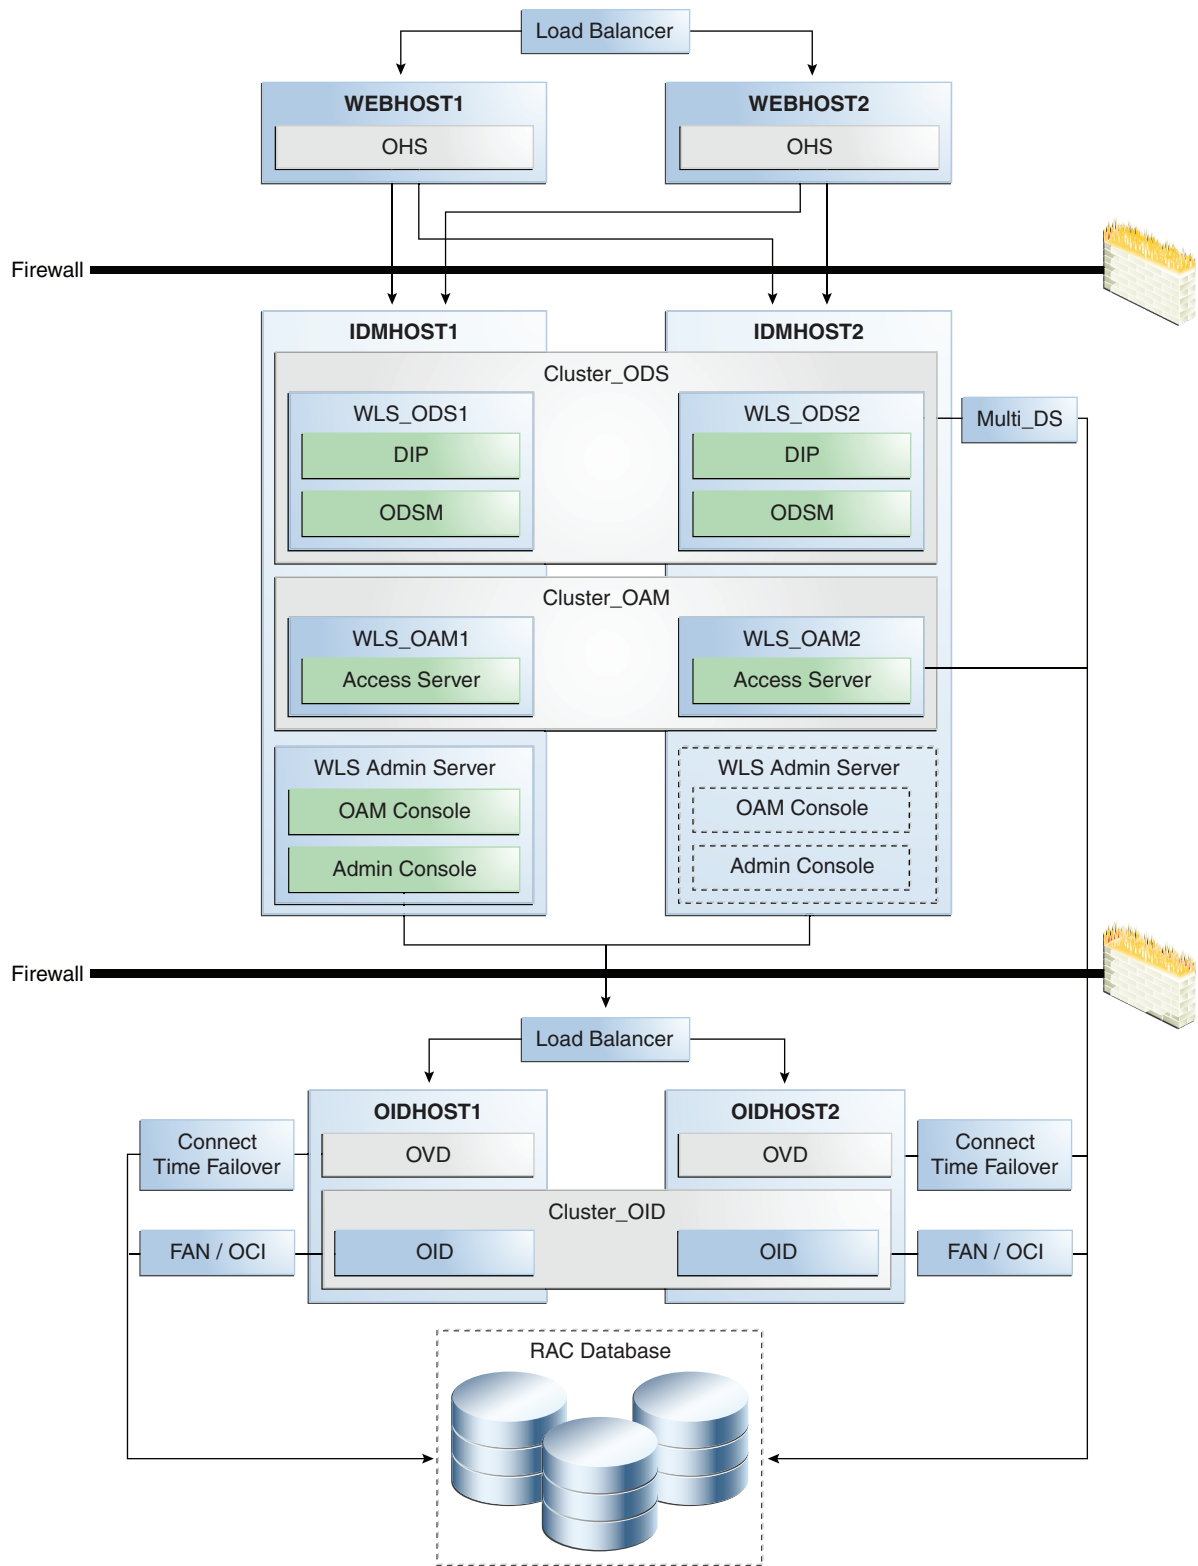 Load Balancer
WEBHOST1
WEBHOST2
OHS
OHS
Firewall
IDMHOST1
IDMHOST2
Cluster_ODS
WLS_ODS1
WLS_ODS2
Multi_DS
DIP
DIP
ODSM
ODSM
Cluster_OAM
WLS_OAM1
WLS_OAM2
Access Server
Access Server
WLS Admin Server
WLS Admin Server
OAM Console
OAM Console
Admin Console
Admin Console
Firewall
Load Balancer
OIDHOST1
OIDHOST2
Connect
Time Failover
OVD
OVD
Connect
Time Failover
Cluster_OID
FAN / OCI
OID
OID
FAN / OCI
RAC Database